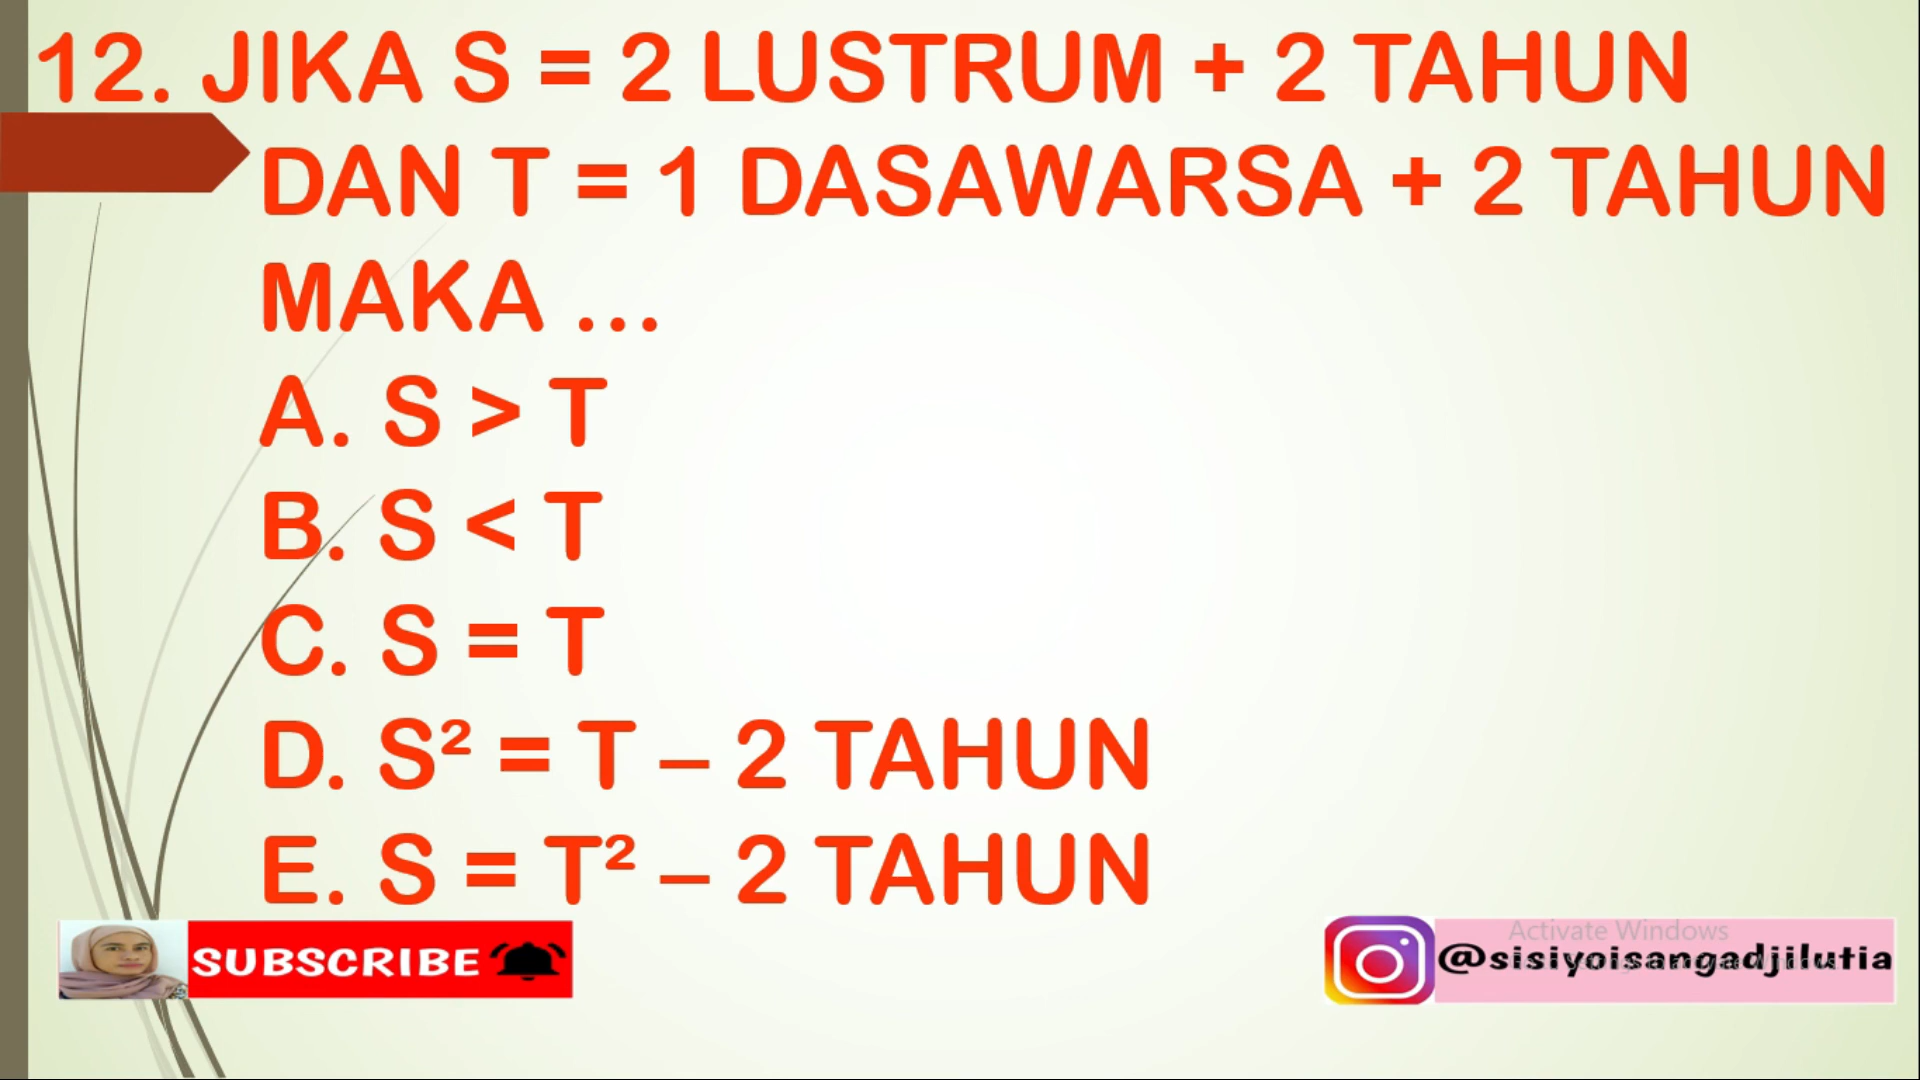 12. JIKA S = 2 LUSTRUM + 2 TAHUN
DAN T = 1 DASAWARSA + 2 TAHUN
MAKA ...
A. S > T
B. S < T
C. S = T
D. S² = T – 2 TAHUN
E. S = T² – 2 TAHUN
SUBSCRIBE
Activate Windows
@sisiyoisangadjilutia